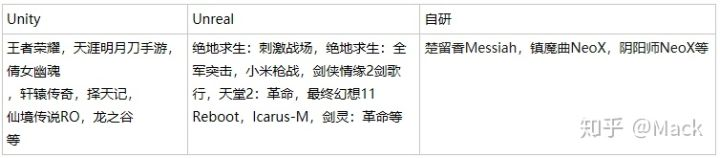 Unity
Unreal
自研
王者荣耀，天涯明月刀手游，
倩女幽魂
，轩辕传奇，择天记，
仙境传说RO，龙之谷
等
绝地求生：刺激战场，绝地求生：全
军突击，小米枪战，剑侠情缘2剑歌
行，天堂2：革命，最终幻想11
Reboot，Icarus-M，剑灵：革命等
楚留香Messiah，镇魔曲NeoX，阴阳师NeoX等
知乎 @Mack